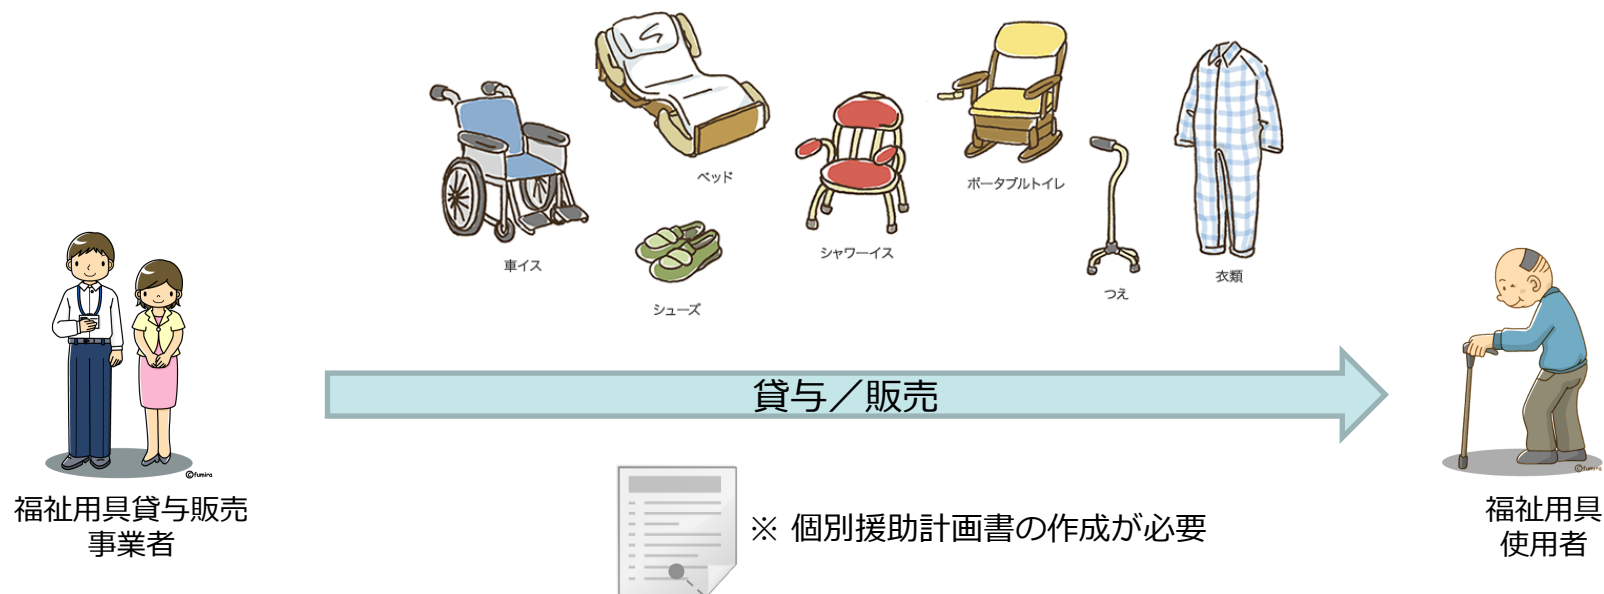 ベッド
ポータブルトイレ
シャワーイス
車イス
衣類
つえ
シューズ
貸与／販売
©fumira
©fumira
福祉用具貸与販売
事業者
※ 個別援助計画書の作成が必要
福祉用具
使用者